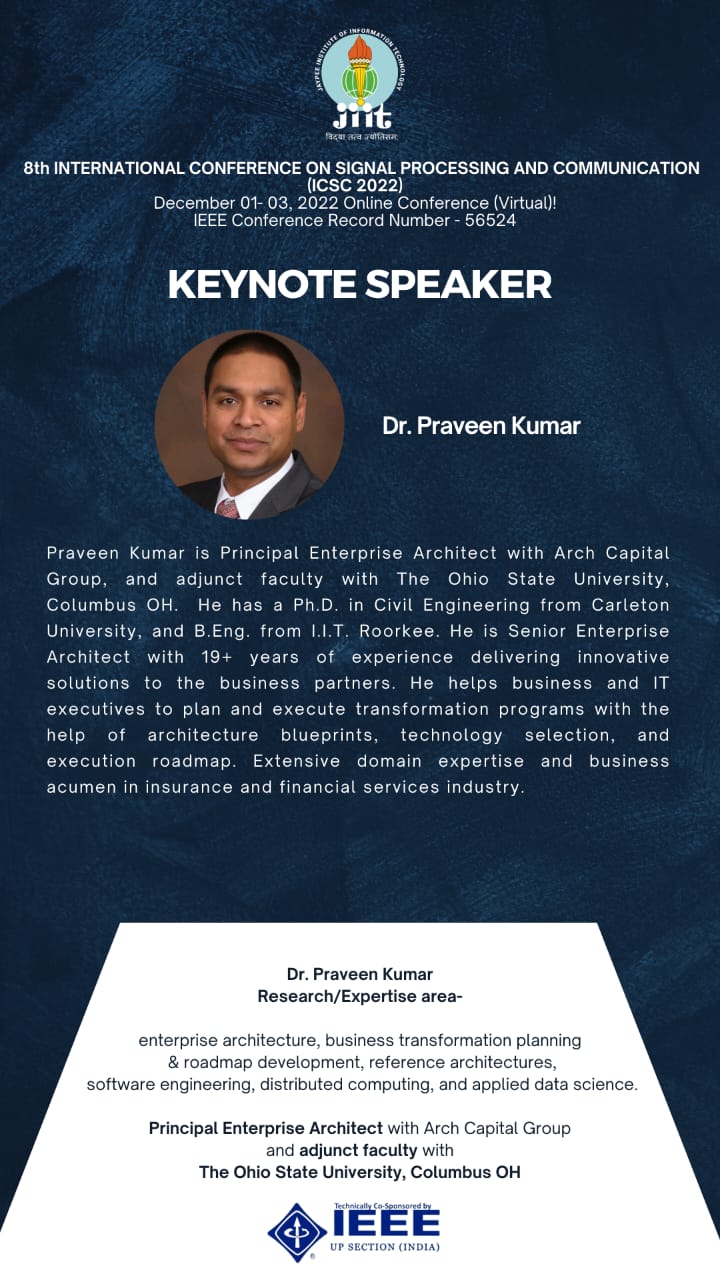 JAYPEE INSTITUTE OF INFORMATION TECHNOLOGY
jiit
विद्या तत्व ज्योतिसमः
8th INTERNATIONAL CONFERENCE ON SIGNAL PROCESSING AND COMMUNICATION
(ICSC 2022)
December 01- 03, 2022 Online Conference (Virtual)!
IEEE Conference Record Number - 56524
KEYNOTE SPEAKER
Dr. Praveen Kumar
Praveen Kumar is Principal Enterprise Architect with Arch Capital
Group, and adjunct faculty with The Ohio State University,
Columbus OH. He has a Ph.D. in Civil Engineering from Carleton
University, and B.Eng. from I.I.T. Roorkee. He is Senior Enterprise
Architect with 19+ years of experience delivering innovative
solutions to the business partners. He helps business and IT
executives to plan and execute transformation programs with the
help of architecture blueprints, technology selection, and
execution roadmap. Extensive domain expertise and business
acumen in insurance and financial services industry.
Dr. Praveen Kumar
Research/Expertise area-
enterprise architecture, business transformation planning
& roadmap development, reference architectures,
software engineering, distributed computing, and applied data science.
Principal Enterprise Architect with Arch Capital Group
and adjunct faculty with
The Ohio State University, Columbus OH
Technically Co-Sponsored by
IEEE
UP SECTION (INDIA)
®